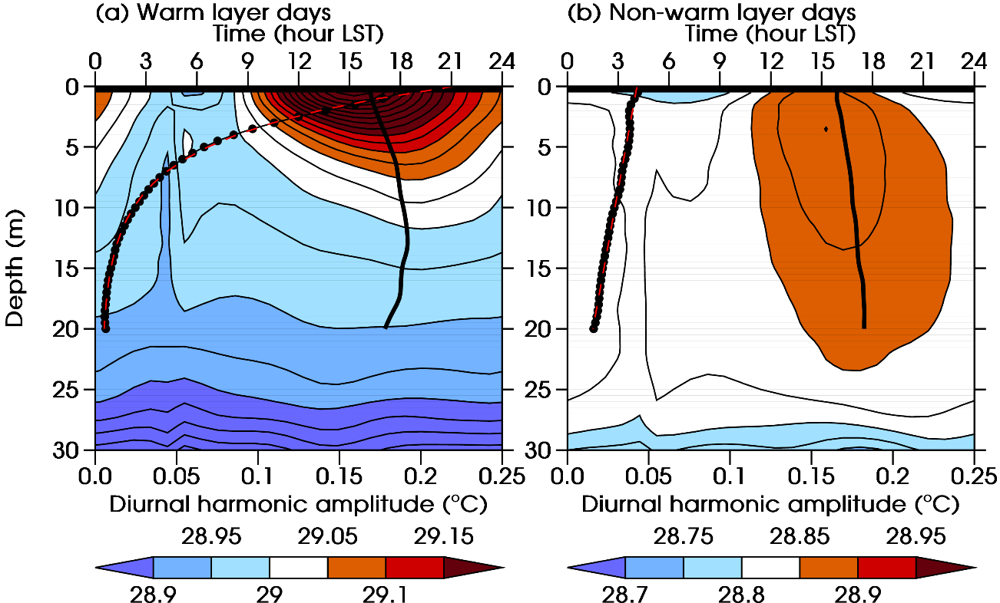 (a) Warm layer days
Time (hour LST)
0 3 6 9 12 15 18 21 24
0
5
10
15
20
25
30
Depth (m)
0.0 0.05 0.1 0.15 0.2 0.25
Diurnal harmonic amplitude (°C)
28.95 29.05 29.15
28.9 29 29.1
(b) Non-warm layer days
Time (hour LST)
0 3 6 9 12 15 18 21 24
0
5
10
15
20
25
30
0.0 0.05 0.1 0.15 0.2 0.25
Diurnal harmonic amplitude (°C)
28.75 28.85 28.95
28.7 28.8 28.9